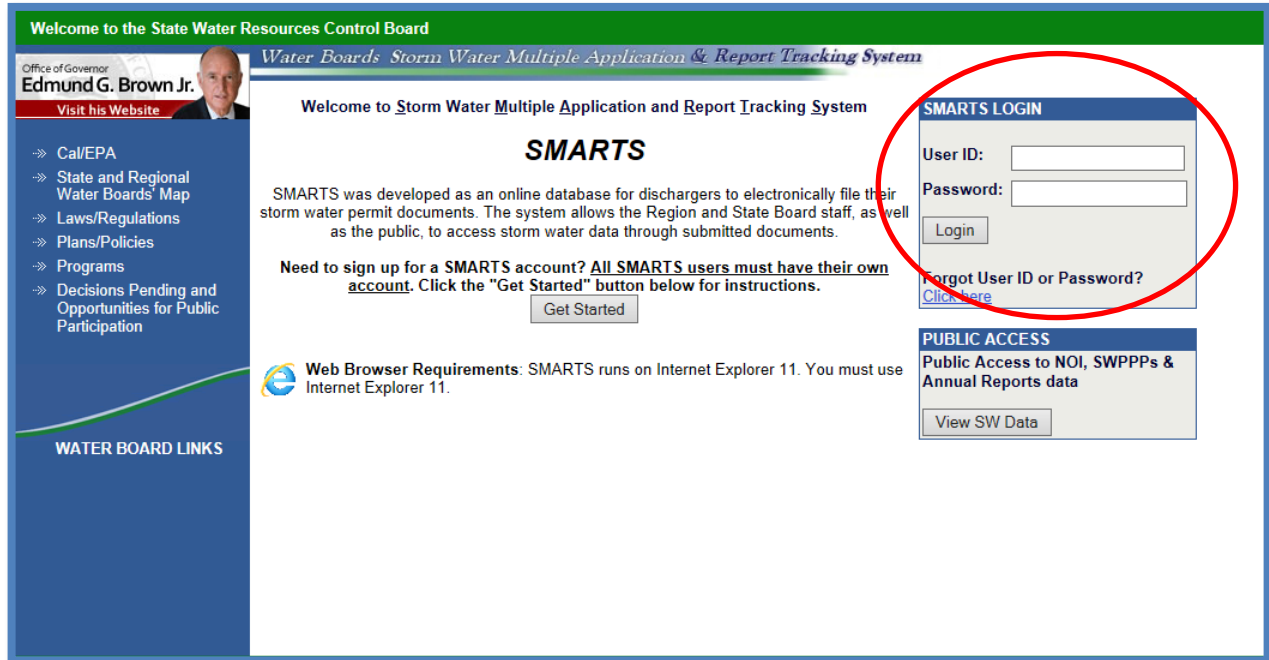 Welcome to the State Water Resources Control Board
Office of Governor
Edmund G. Brown Jr.
Visit his Website
Cal/EPA
State and Regional
Water Boards' Map
Laws/Regulations
Plans/Policies
Programs
Decisions Pending and
Opportunities for Public
Participation
WATER BOARD LINKS
Water Boards Storm Water Multiple Application & Report Tracking System
Welcome to Storm Water Multiple Application and Report Tracking System
SMARTS
SMARTS was developed as an online database for dischargers to electronically file their
storm water permit documents. The system allows the Region and State Board staff, as well
as the public, to access storm water data through submitted documents.
Need to sign up for a SMARTS account? All SMARTS users must have their own
account. Click the "Get Started" button below for instructions.
Get Started
Web Browser Requirements: SMARTS runs on Internet Explorer 11. You must use
Internet Explorer 11.
SMARTS LOGIN
User ID:
Password:
Login
Forgot User ID or Password?
Click here
PUBLIC ACCESS
Public Access to NOI, SWPPPs &
Annual Reports data
View SW Data